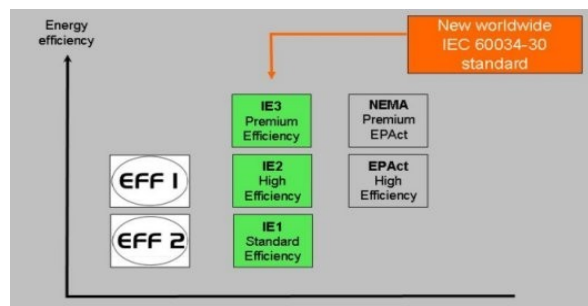 Energy
efficiency
New worldwide
IEC 60034-30
standard
IE3
Premium
Efficiency
NEMA
Premium
EPAct
EFF 1
IE2
High
Efficiency
EPAct
High
Efficiency
EFF 2
IE1
Standard
Efficiency